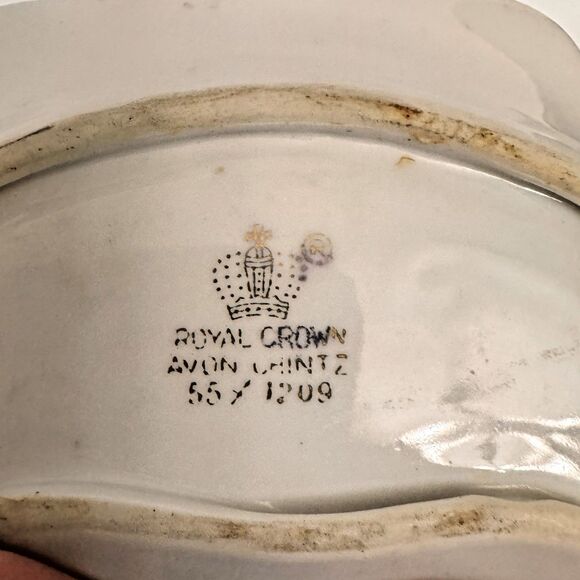 ®
ROYAL CROWN
AVON CHINTZ
55/1209